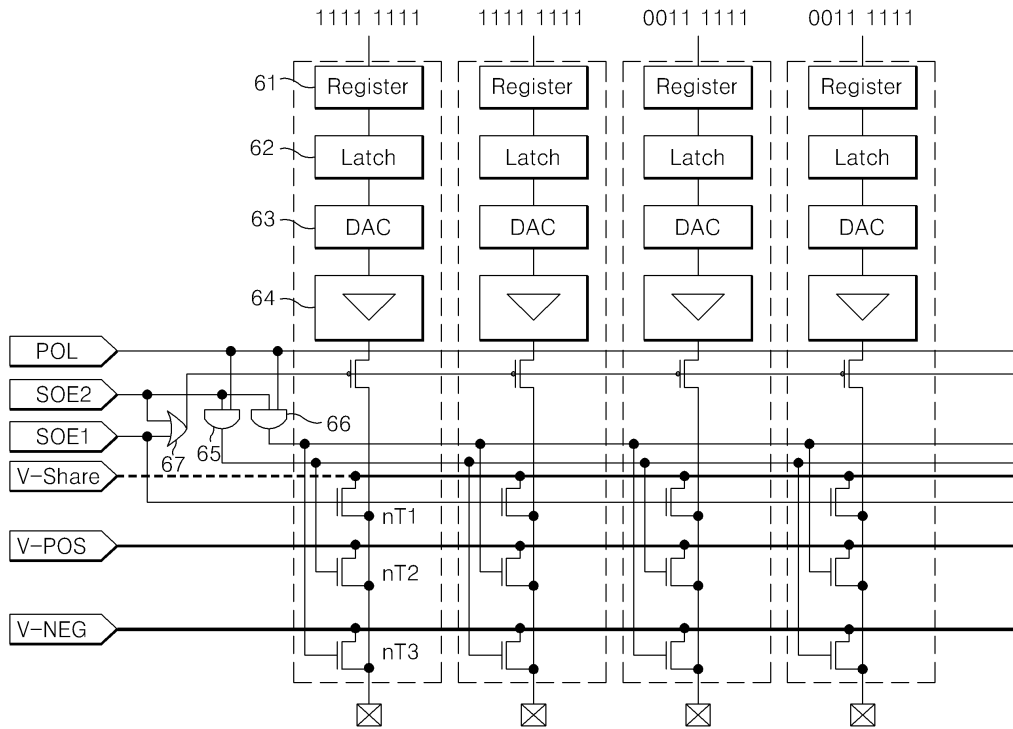 1111 1111 1111 1111 0011 1111 0011 1111
61 Register Register Register Register
62 Latch Latch Latch Latch
63 DAC DAC DAC DAC
64
POL
SOE2
66
SOE1
65
67
V-Share
nT1
V-POS
nT2
V-NEG
nT3